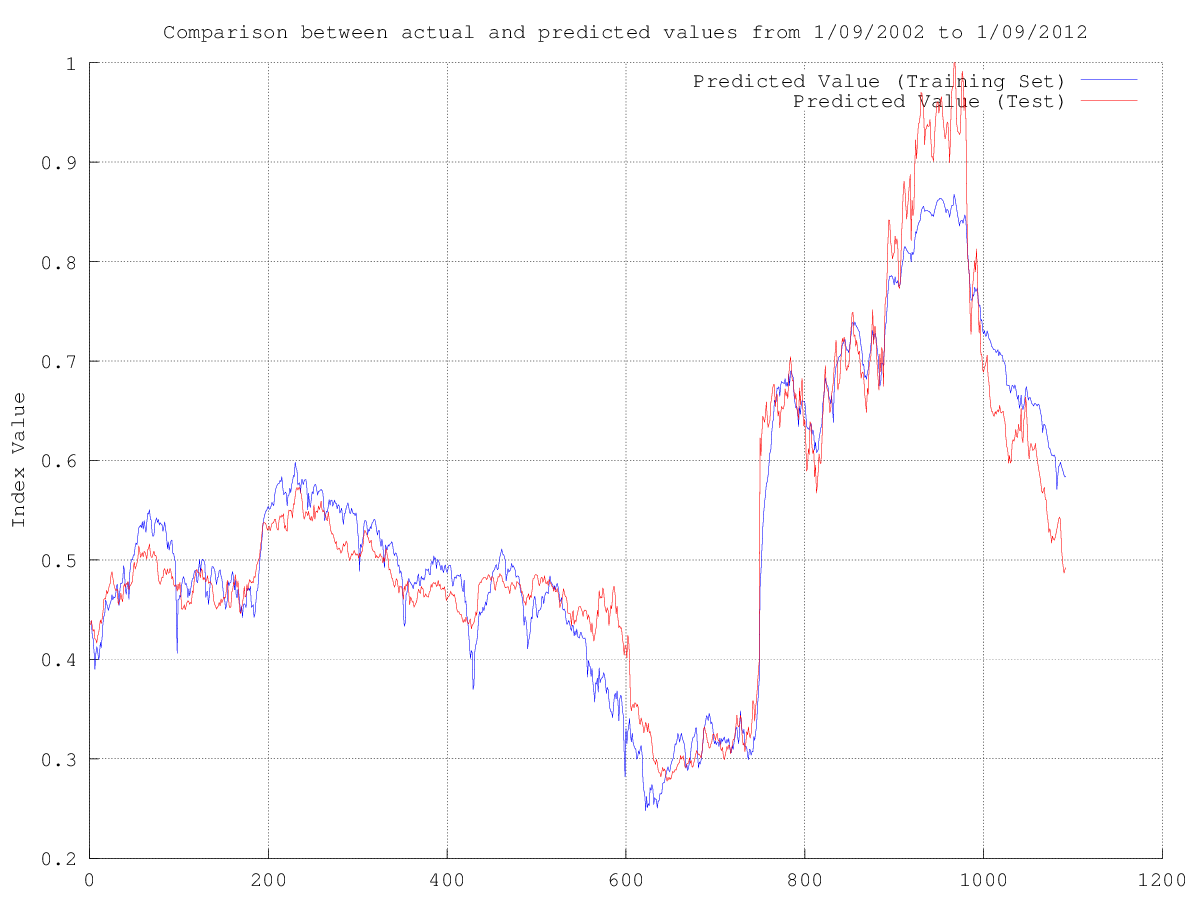 Comparison between actual and predicted values from 1/09/2002 to 1/09/2012
Predicted Value (Training Set)
Predicted Value (Test)
1
0.9
0.8
0.7
0.6
0.5
0.4
0.3
0.2
Index Value
0 200 400 600 800 1000 1200